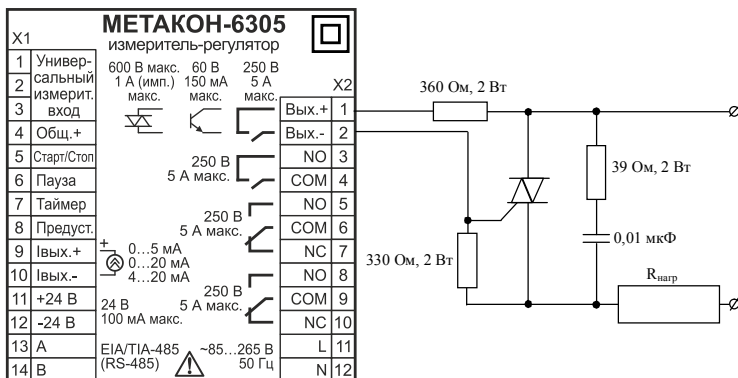 МЕТАКОН-6305
измеритель-регулятор
X1
1 Универ-
сальный
2 измерит.
3 вход
4 Общ.+
5 Старт/Стоп
6 Пауза
7 Таймер
8 Предуст.
9 Iвых.+
10 Iвых.-
11 +24 В
12 -24 В
13 A
14 B
600 В макс.
1 А (имп.)
макс.
60 В
150 мА
макс.
250 В
5 А
макс.
250 В
5 А макс.
250 В
5 А макс.
250 В
5 А макс.
+
-
0...5 мА
0...20 мА
4...20 мА
24 В
100 мА макс.
EIA/TIA-485
(RS-485)
~85...265 В
50 Гц
X2
Вых.+ 1
Вых.- 2
NO 3
COM 4
NO 5
COM 6
NC 7
NO 8
COM 9
NC 10
L 11
N 12
360 Ом, 2 Вт
39 Ом, 2 Вт
0,01 мкФ
330 Ом, 2 Вт
Rнагр